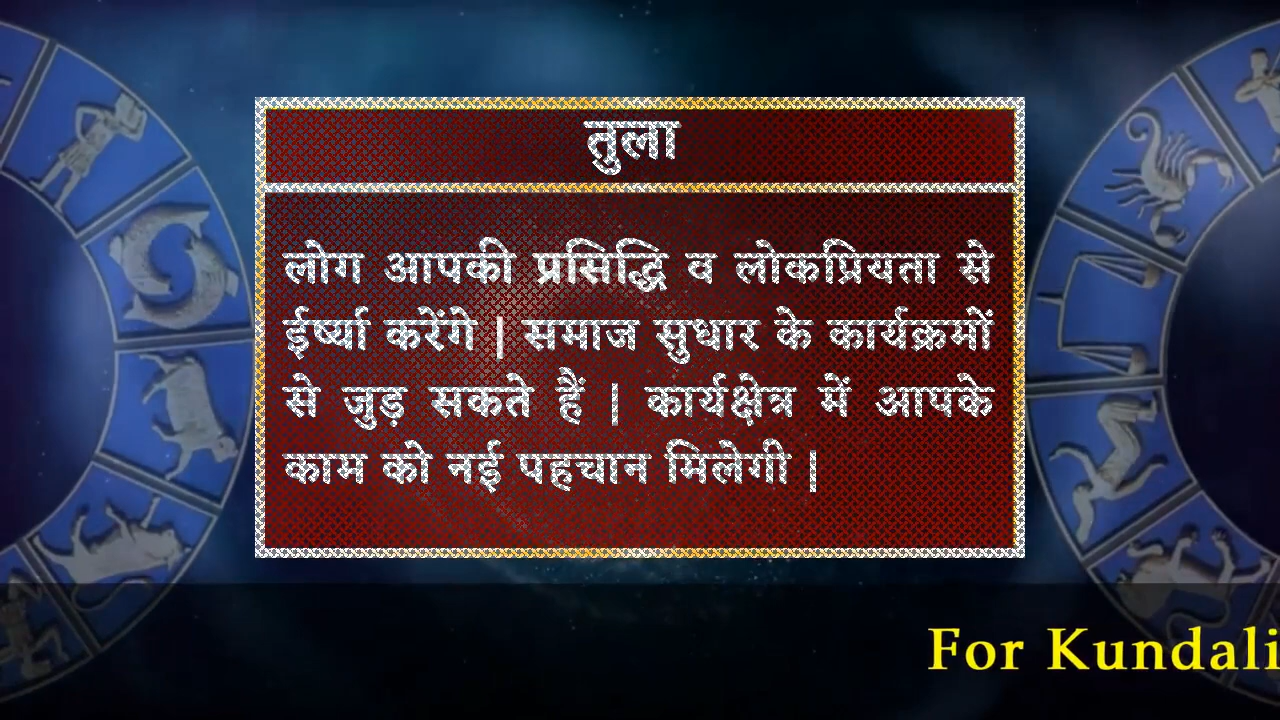 तुला
लोग आपकी प्रसिद्धि व लोकप्रियता से
ईर्ष्या करेंगे | समाज सुधार के कार्यक्रमों
से जुड़ सकते हैं | कार्यक्षेत्र में आपके
काम को नई पहचान मिलेगी |
For Kundali